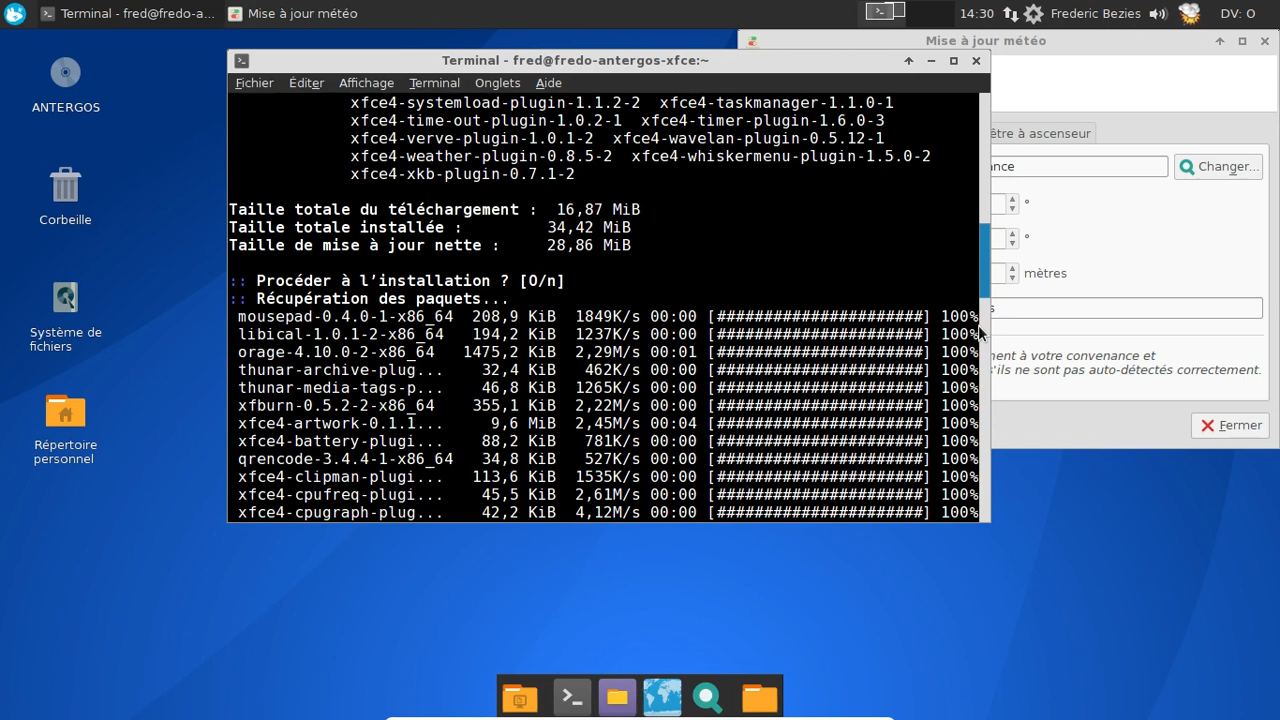 Terminal - fred@fredo-a...
Mise à jour météo
14:30
Frederic Bezies
DV: O
ANTERGOS
Corbeille
Système de
fichiers
Répertoire
personnel
Mise à jour météo
être à ascenseur
ance
Changer...
°
°
mètres
s
ment à votre convenance et
s'ils ne sont pas auto-détectés correctement.
Fermer
Terminal - fred@fredo-antergos-xfce:~
Fichier Éditer Affichage Terminal Onglets Aide
xfce4-systemload-plugin-1.1.2-2 xfce4-taskmanager-1.1.0-1
xfce4-time-out-plugin-1.0.2-1 xfce4-timer-plugin-1.6.0-3
xfce4-verve-plugin-1.0.1-2 xfce4-wavelan-plugin-0.5.12-1
xfce4-weather-plugin-0.8.5-2 xfce4-whiskermenu-plugin-1.5.0-2
xfce4-xkb-plugin-0.7.1-2
Taille totale du téléchargement : 16,87 MiB
Taille totale installée : 34,42 MiB
Taille de mise à jour nette : 28,86 MiB
:: Procéder à l’installation ? [O/n]
:: Récupération des paquets...
mousepad-0.4.0-1-x86_64 208,9 KiB 1849K/s 00:00 [######################] 100%
libical-1.0.1-2-x86_64 194,2 KiB 1237K/s 00:00 [######################] 100%
orage-4.10.0-2-x86_64 1475,2 KiB 2,29M/s 00:01 [######################] 100%
thunar-archive-plug... 32,4 KiB 462K/s 00:00 [######################] 100%
thunar-media-tags-p... 46,8 KiB 1265K/s 00:00 [######################] 100%
xfburn-0.5.2-2-x86_64 355,1 KiB 2,22M/s 00:00 [######################] 100%
xfce4-artwork-0.1.1... 9,6 MiB 2,45M/s 00:04 [######################] 100%
xfce4-battery-plugi... 88,2 KiB 781K/s 00:00 [######################] 100%
qrencode-3.4.4-1-x86_64 34,8 KiB 527K/s 00:00 [######################] 100%
xfce4-clipman-plugi... 113,6 KiB 1535K/s 00:00 [######################] 100%
xfce4-cpufreq-plugi... 45,5 KiB 2,61M/s 00:00 [######################] 100%
xfce4-cpugraph-plug... 42,2 KiB 4,12M/s 00:00 [######################] 100%